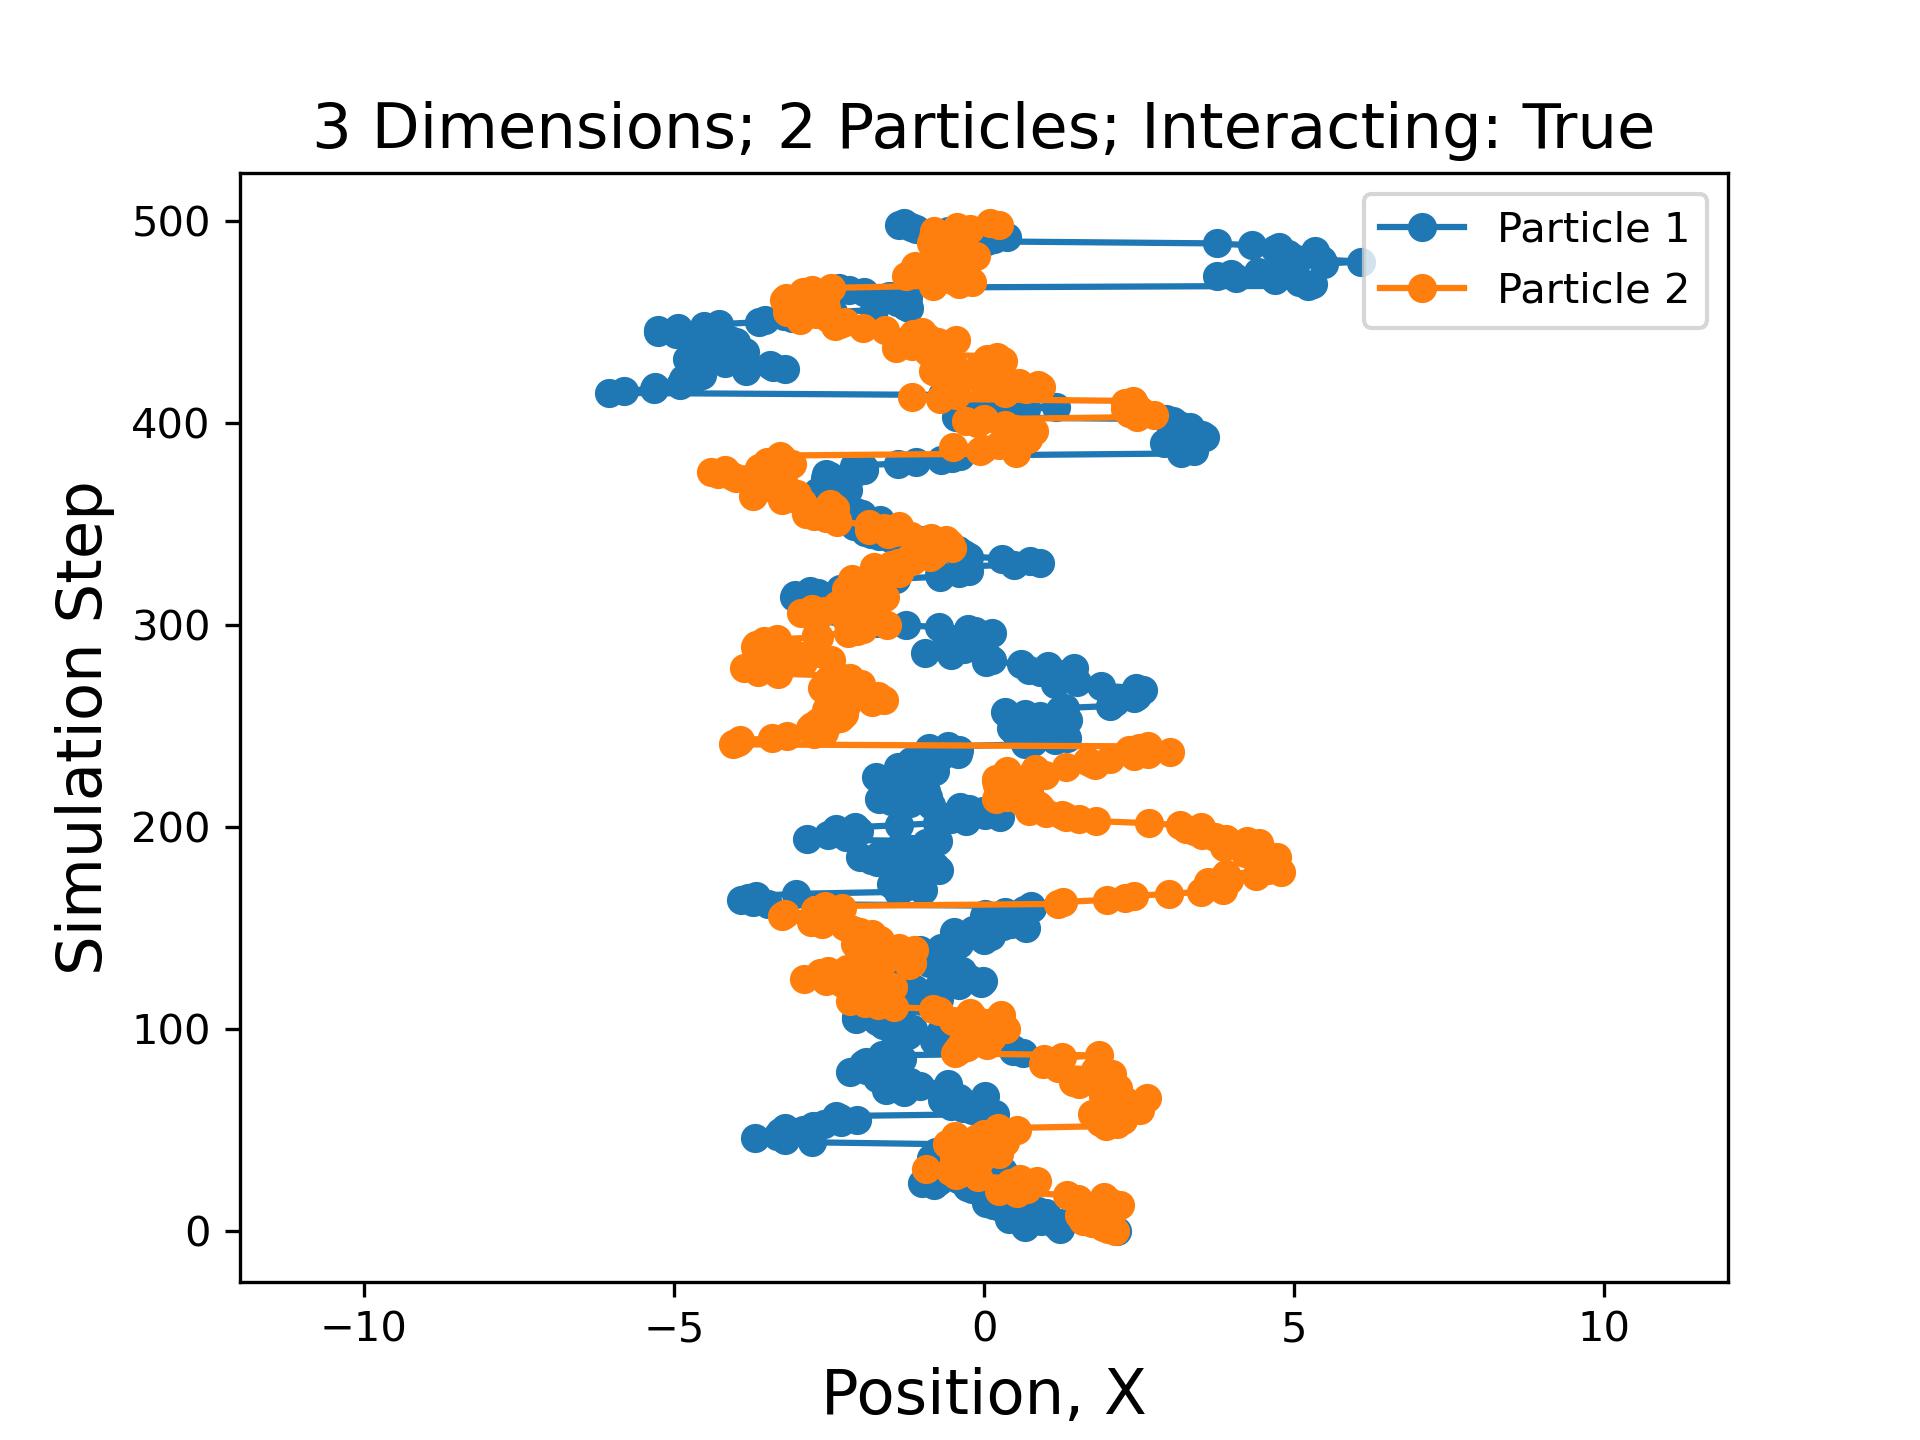 3 Dimensions; 2 Particles; Interacting: True
Particle 1
Particle 2
Simulation Step
500
400
300
200
100
0
−10
−5
0
5
10
Position, X